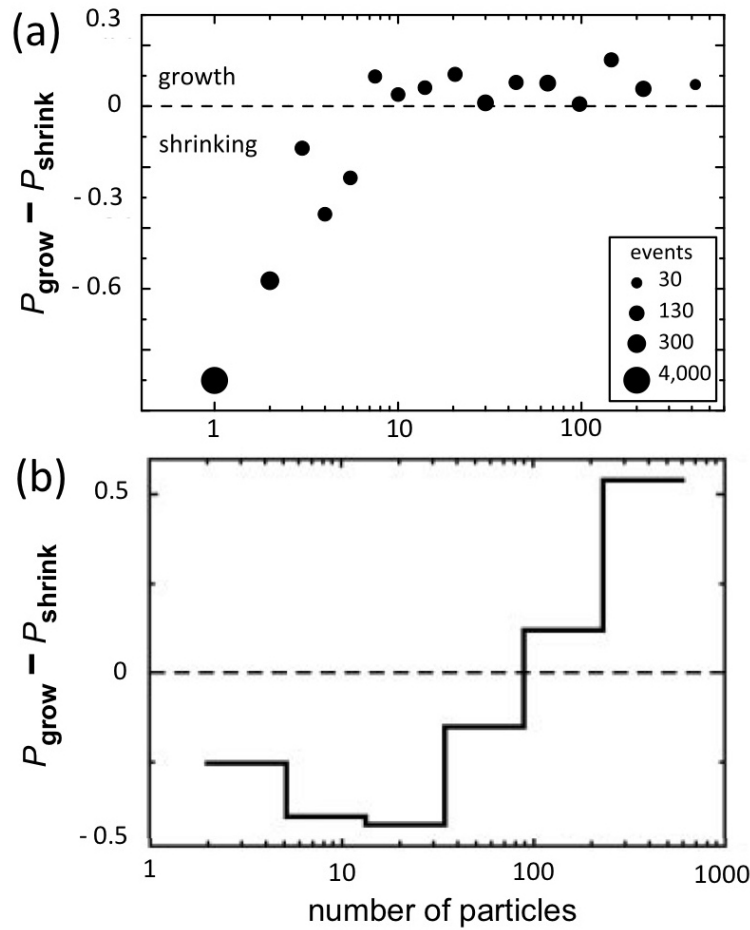 (a)
0.3
growth
0
shrinking
- 0.3
- 0.6
Pgrow – Pshrink
events
30
130
300
4,000
1 10 100
(b)
0.5
0
- 0.5
Pgrow – Pshrink
1 10 100 1000
number of particles